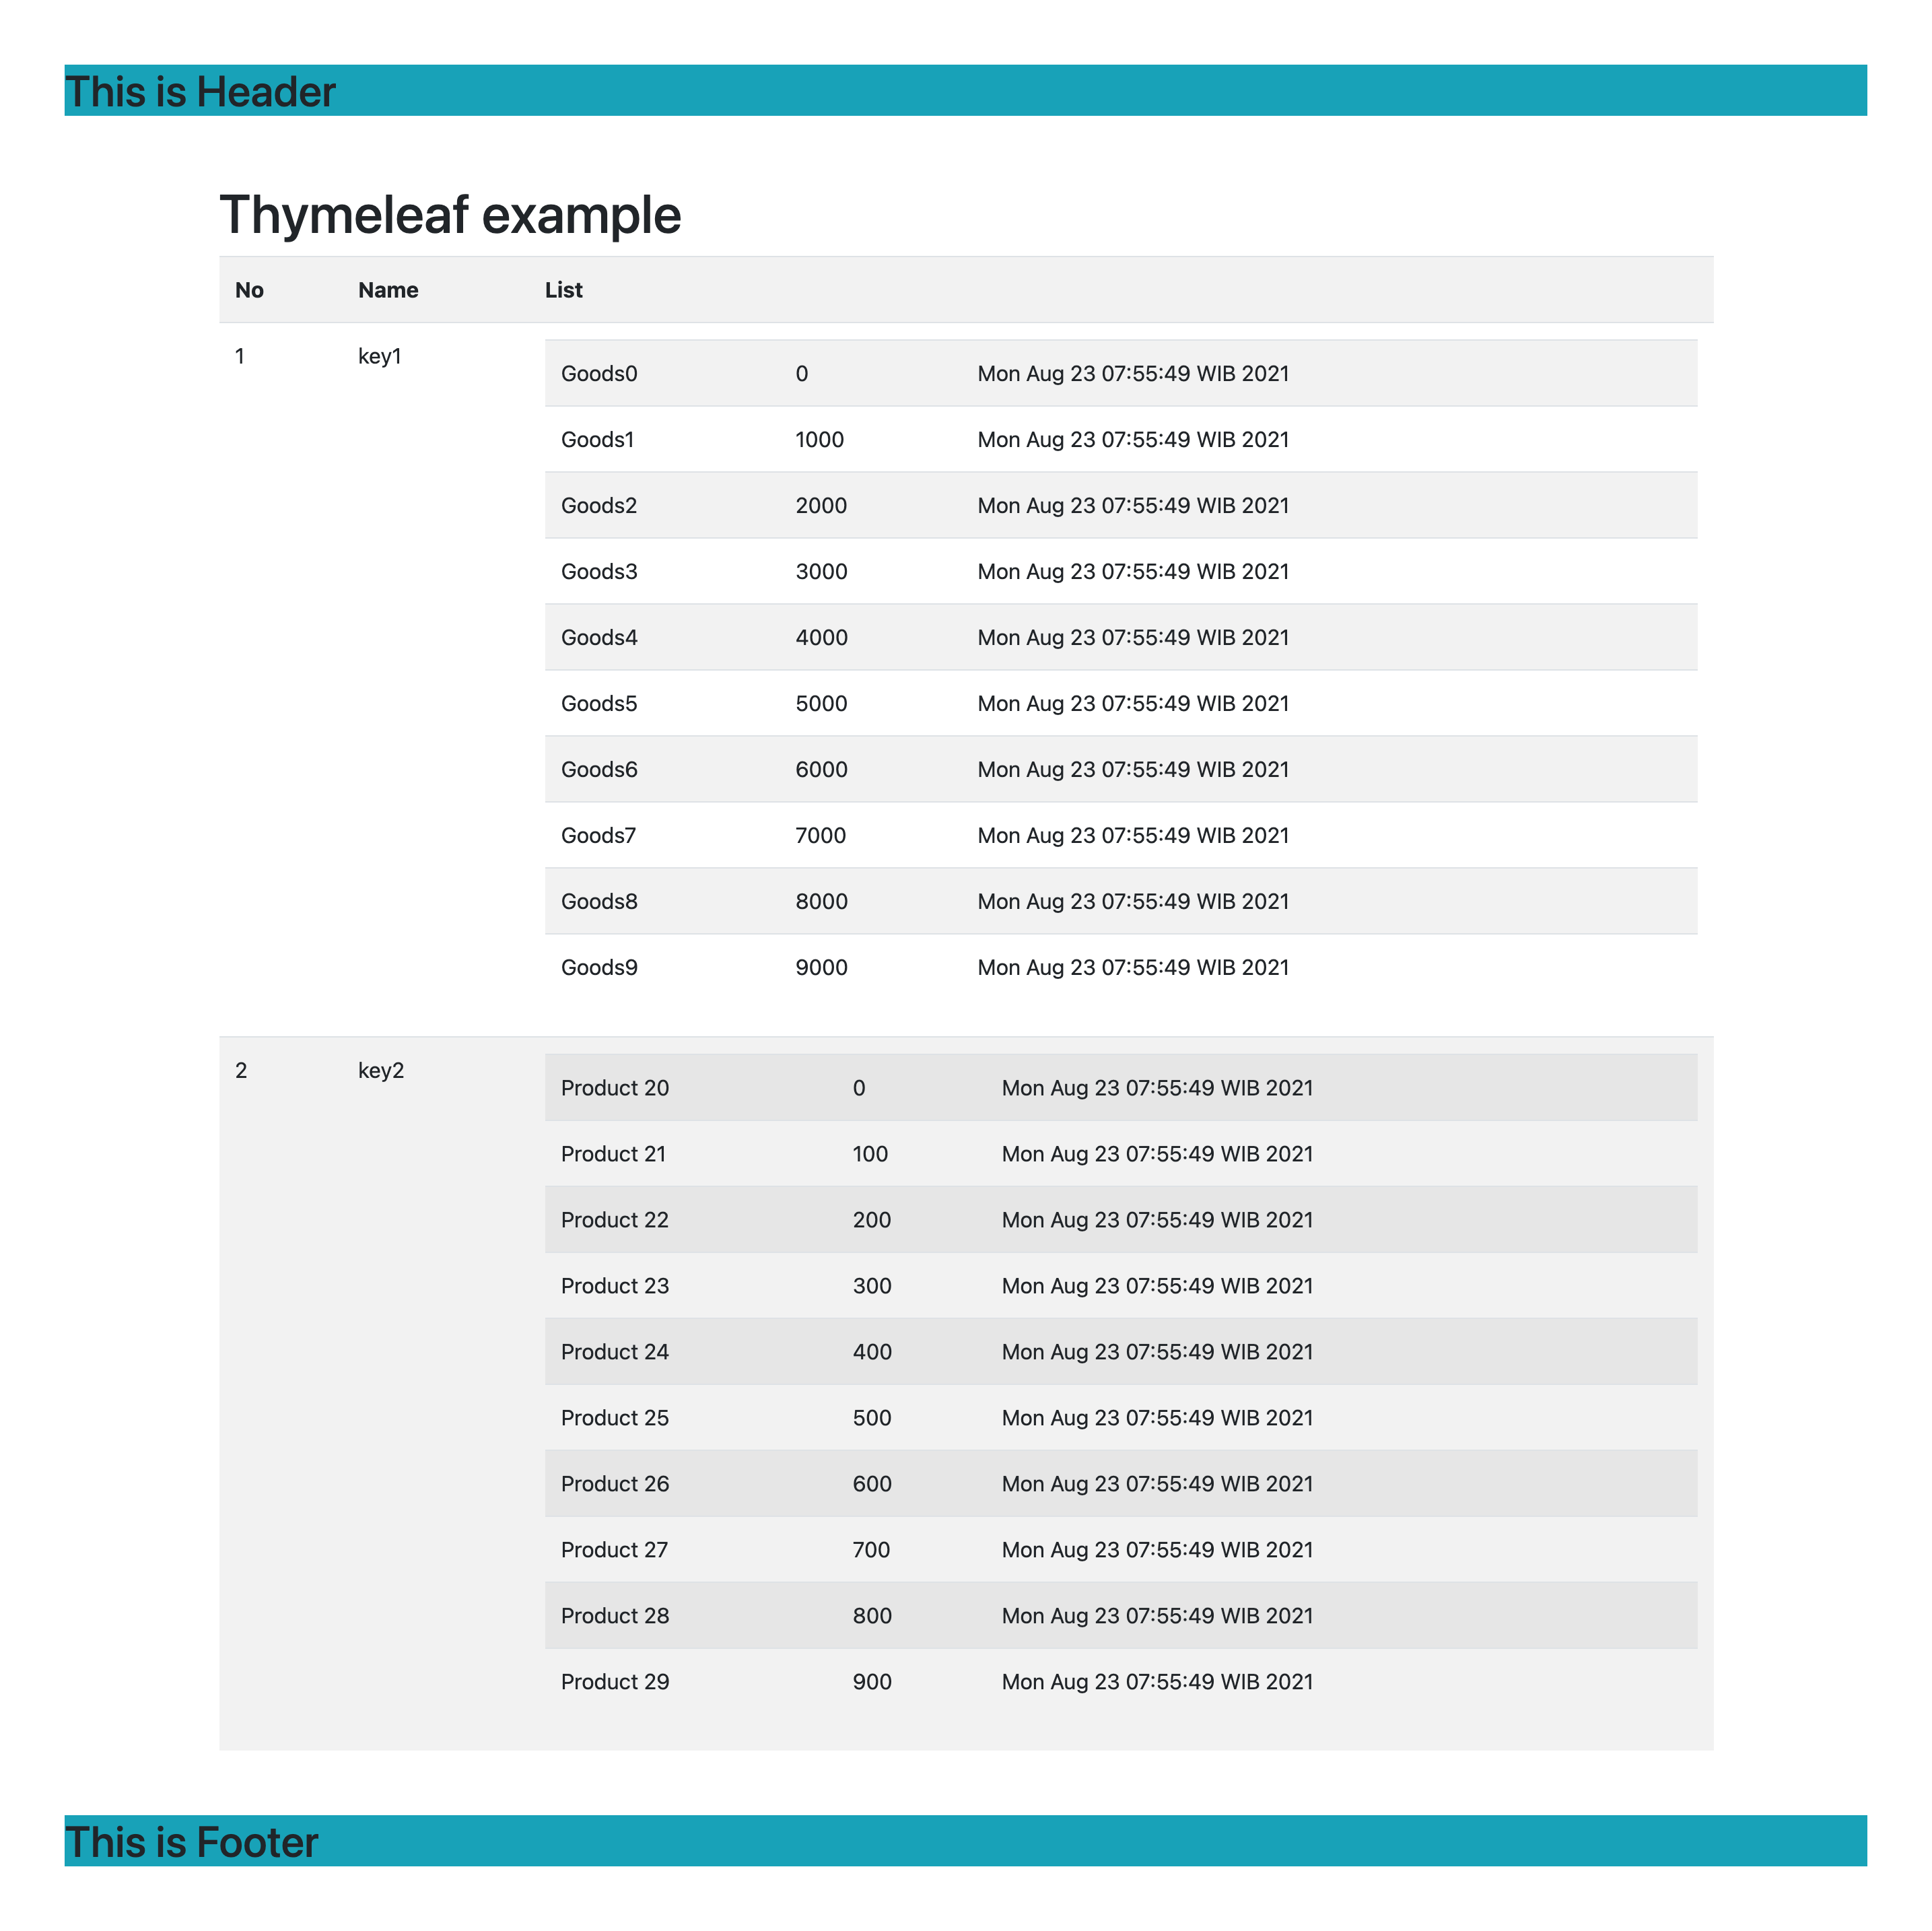 This is Header
Thymeleaf example
No Name List
1 key1 Goods0 0 Mon Aug 23 07:55:49 WIB 2021
Goods1 1000 Mon Aug 23 07:55:49 WIB 2021
Goods2 2000 Mon Aug 23 07:55:49 WIB 2021
Goods3 3000 Mon Aug 23 07:55:49 WIB 2021
Goods4 4000 Mon Aug 23 07:55:49 WIB 2021
Goods5 5000 Mon Aug 23 07:55:49 WIB 2021
Goods6 6000 Mon Aug 23 07:55:49 WIB 2021
Goods7 7000 Mon Aug 23 07:55:49 WIB 2021
Goods8 8000 Mon Aug 23 07:55:49 WIB 2021
Goods9 9000 Mon Aug 23 07:55:49 WIB 2021
2 key2 Product 20 0 Mon Aug 23 07:55:49 WIB 2021
Product 21 100 Mon Aug 23 07:55:49 WIB 2021
Product 22 200 Mon Aug 23 07:55:49 WIB 2021
Product 23 300 Mon Aug 23 07:55:49 WIB 2021
Product 24 400 Mon Aug 23 07:55:49 WIB 2021
Product 25 500 Mon Aug 23 07:55:49 WIB 2021
Product 26 600 Mon Aug 23 07:55:49 WIB 2021
Product 27 700 Mon Aug 23 07:55:49 WIB 2021
Product 28 800 Mon Aug 23 07:55:49 WIB 2021
Product 29 900 Mon Aug 23 07:55:49 WIB 2021
This is Footer